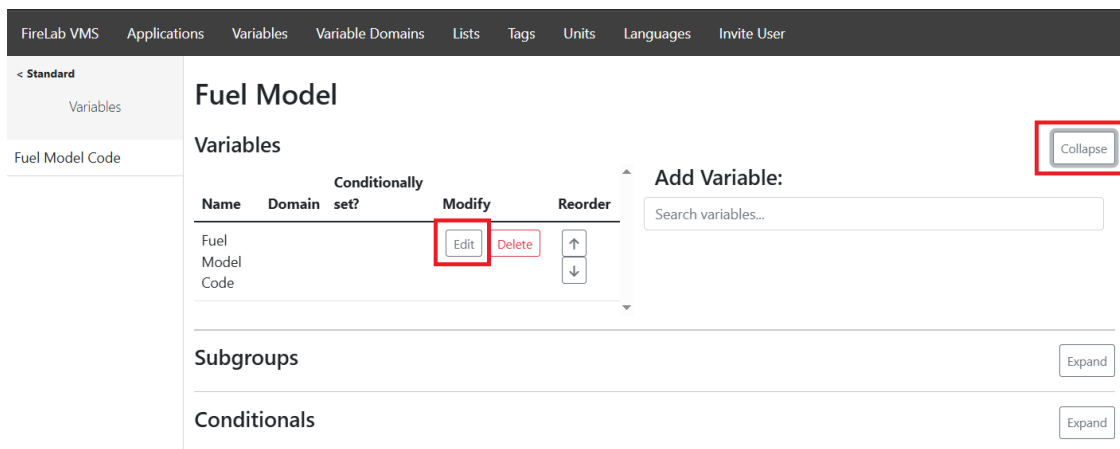 FireLab VMS Applications Variables Variable Domains Lists Tags Units Languages Invite User
< Standard
Variables
Fuel Model Code
Fuel Model
Variables
Collapse
Name Domain Conditionally set? Modify Reorder
Fuel Model Code Edit Delete ↑ ↓
Add Variable:
Search variables...
Subgroups
Expand
Conditionals
Expand